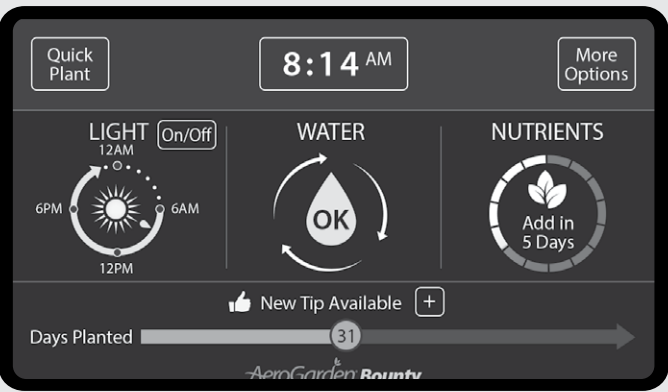 Quick
Plant
8:14 AM
More
Options
LIGHT
On/Off
12AM
6PM
6AM
12PM
WATER
OK
NUTRIENTS
Add in
5 Days
New Tip Available +
Days Planted
31
AeroGarden Bounty